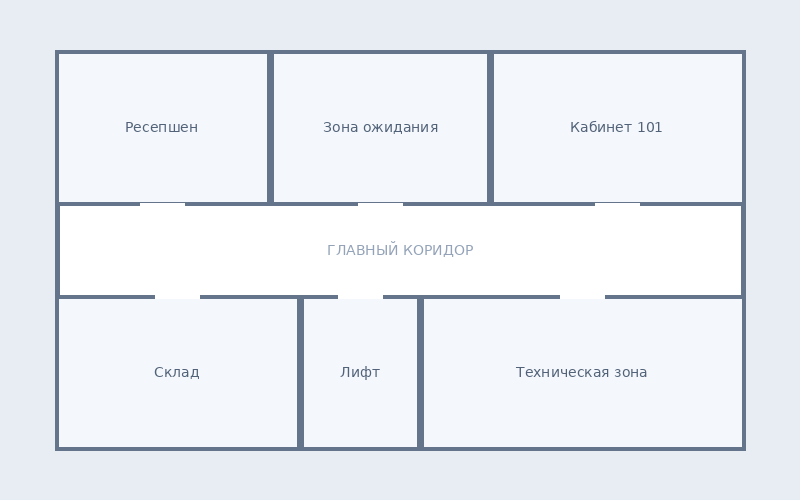 Ресепшен
Зона ожидания
Кабинет 101
ГЛАВНЫЙ КОРИДОР
Склад
Лифт
Техническая зона